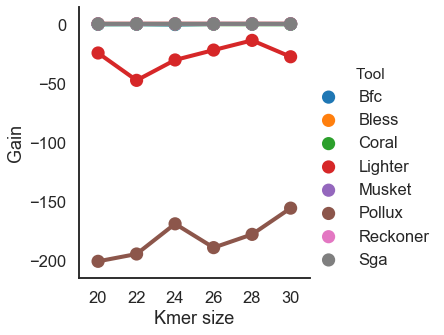 0
−50
−100
−150
−200
Gain
20 22 24 26 28 30
Kmer size
Tool
Bfc
Bless
Coral
Lighter
Musket
Pollux
Reckoner
Sga